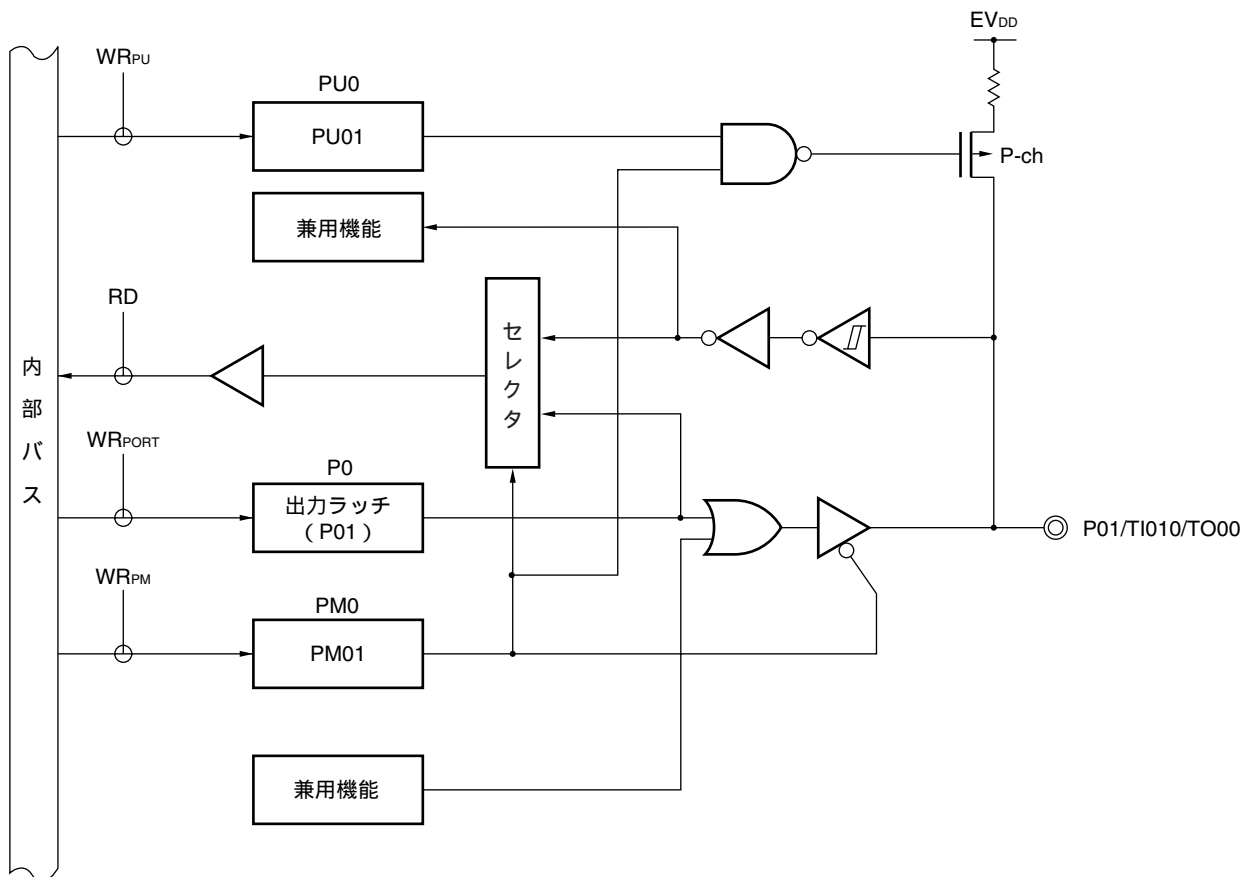 EVDD
WRPU
PU0
PU01
P-ch
兼用機能
RD
セレクタ
内部バス
WRPORT
P0
出力ラッチ
（P01）
P01/TI010/TO00
WRPM
PM0
PM01
兼用機能